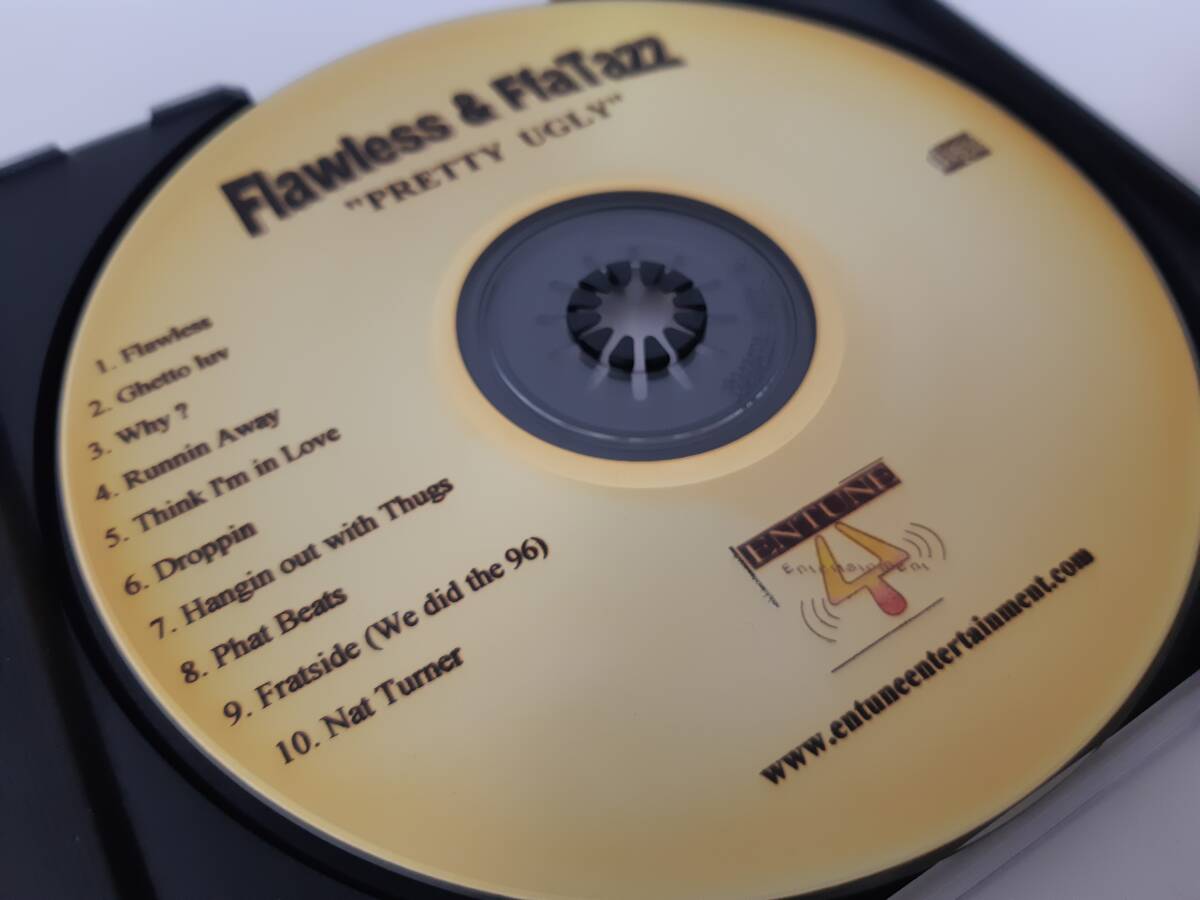 Flawless & FfaTazz
"PRETTY UGLY"
1. Flawless
2. Ghetto luv
3. Why ?
4. Runnin Away
5. Think I'm in Love
6. Droppin
7. Hangin out with Thugs
8. Phat Beats
9. Fratside (We did the 96)
10. Nat Turner
ENTUNE
Entertainment
www.entuneentertainment.com